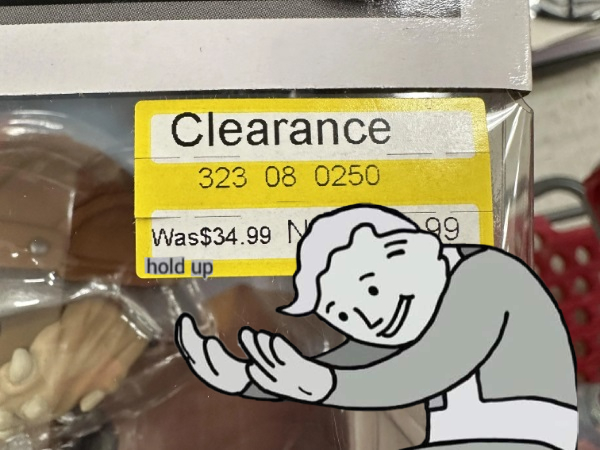 Clearance
323 08 0250
Was$34.99 N 99
hold up